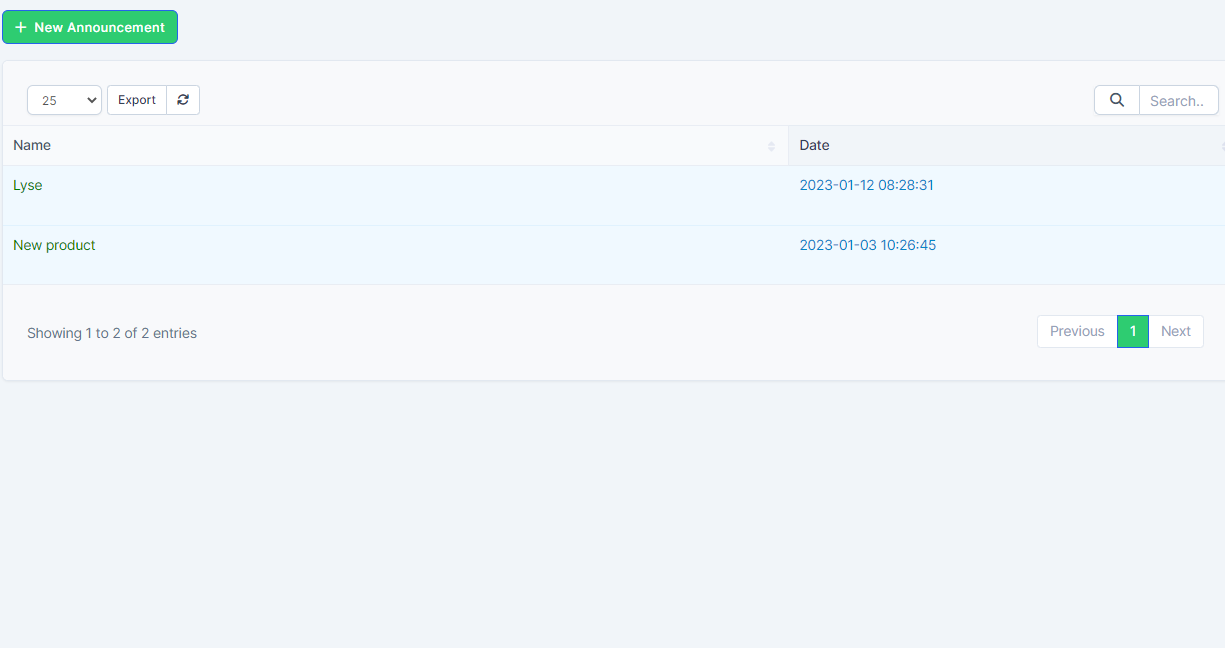 + New Announcement
25 Export Search..
Name Date
Lyse 2023-01-12 08:28:31
New product 2023-01-03 10:26:45
Showing 1 to 2 of 2 entries Previous 1 Next